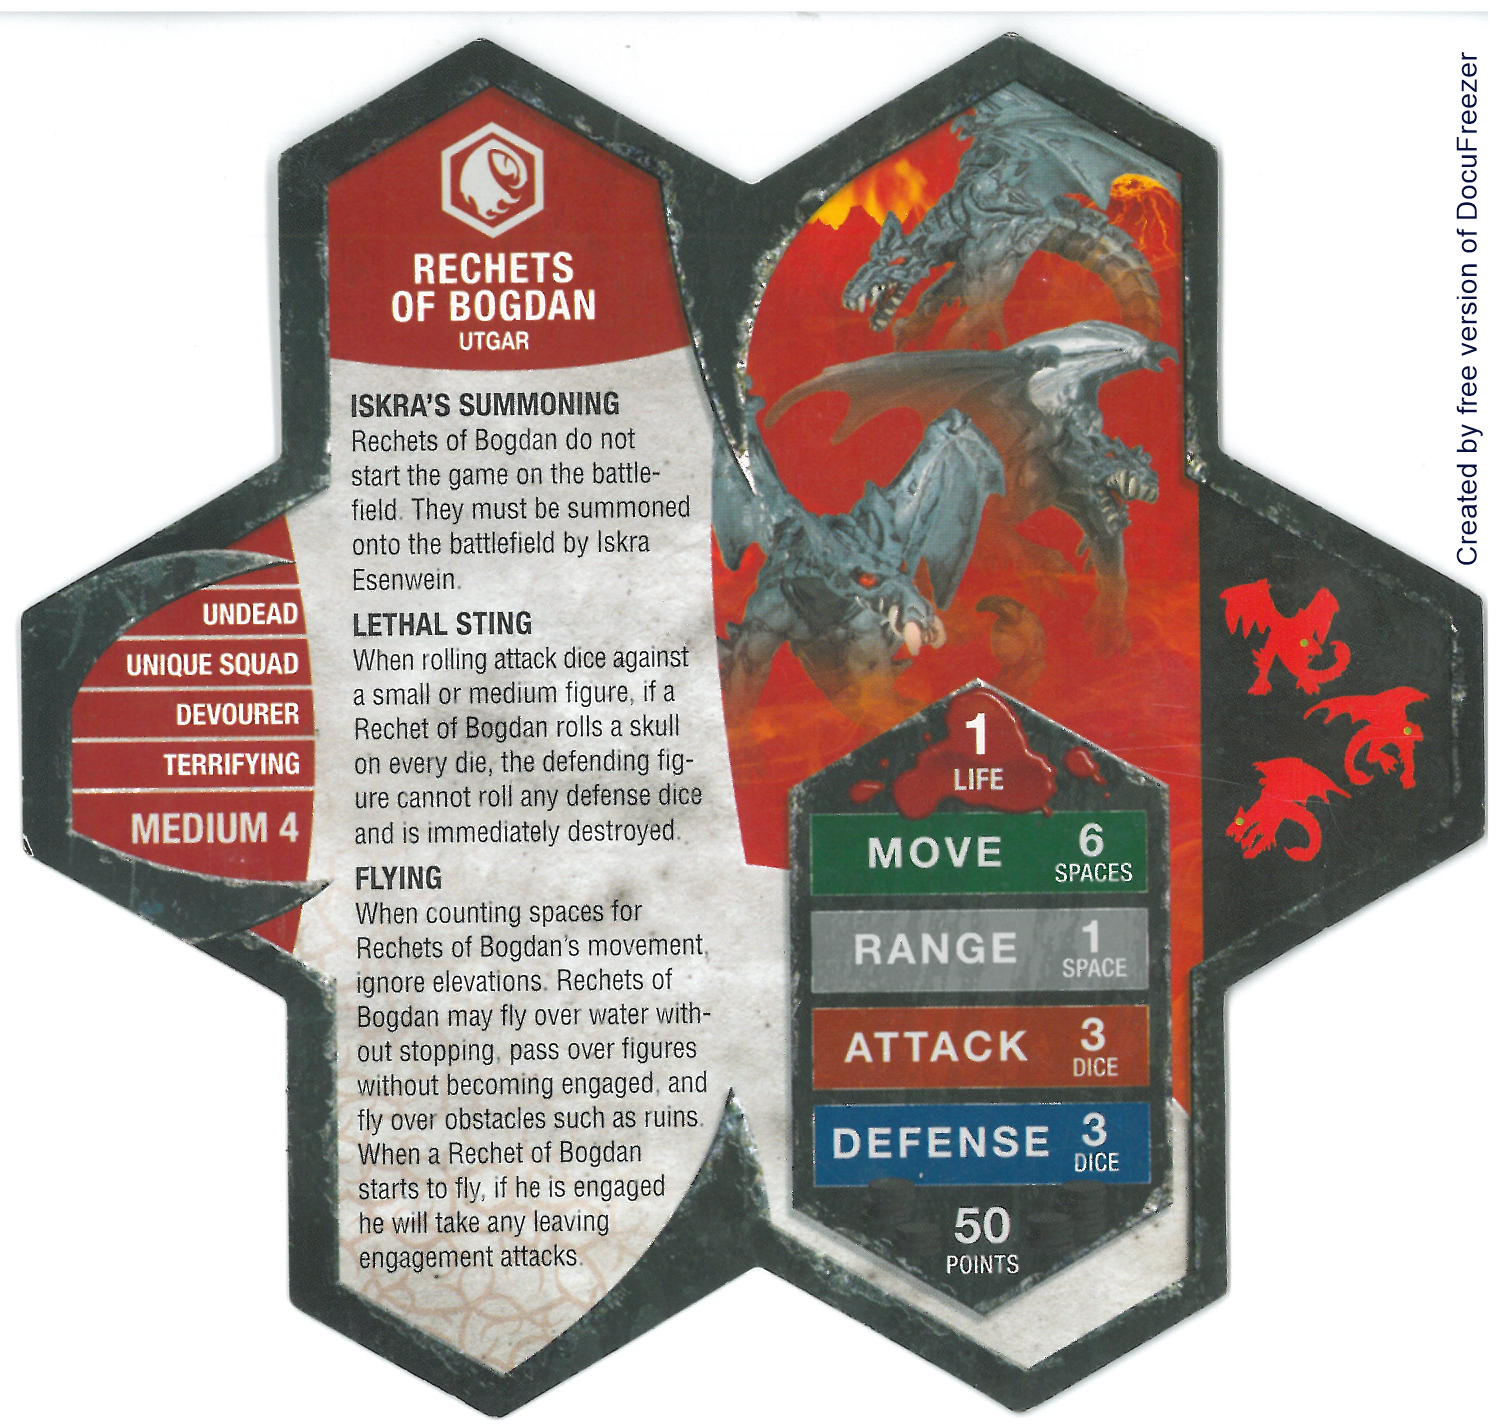 RECHETS
OF BOGDAN
UTGAR
ISKRA'S SUMMONING
Rechets of Bogdan do not
start the game on the battle-
field. They must be summoned
onto the battlefield by Iskra
Esenwein.
LETHAL STING
When rolling attack dice against
a small or medium figure, if a
Rechet of Bogdan rolls a skull
on every die, the defending fig-
ure cannot roll any defense dice
and is immediately destroyed.
FLYING
When counting spaces for
Rechets of Bogdan's movement,
ignore elevations. Rechets of
Bogdan may fly over water with-
out stopping, pass over figures
without becoming engaged, and
fly over obstacles such as ruins.
When a Rechet of Bogdan
starts to fly, if he is engaged
he will take any leaving
engagement attacks.
UNDEAD
UNIQUE SQUAD
DEVOURER
TERRIFYING
MEDIUM 4
1
LIFE
MOVE 6
SPACES
RANGE 1
SPACE
ATTACK 3
DICE
DEFENSE 3
DICE
50
POINTS
Created by free version of DocuFreezer